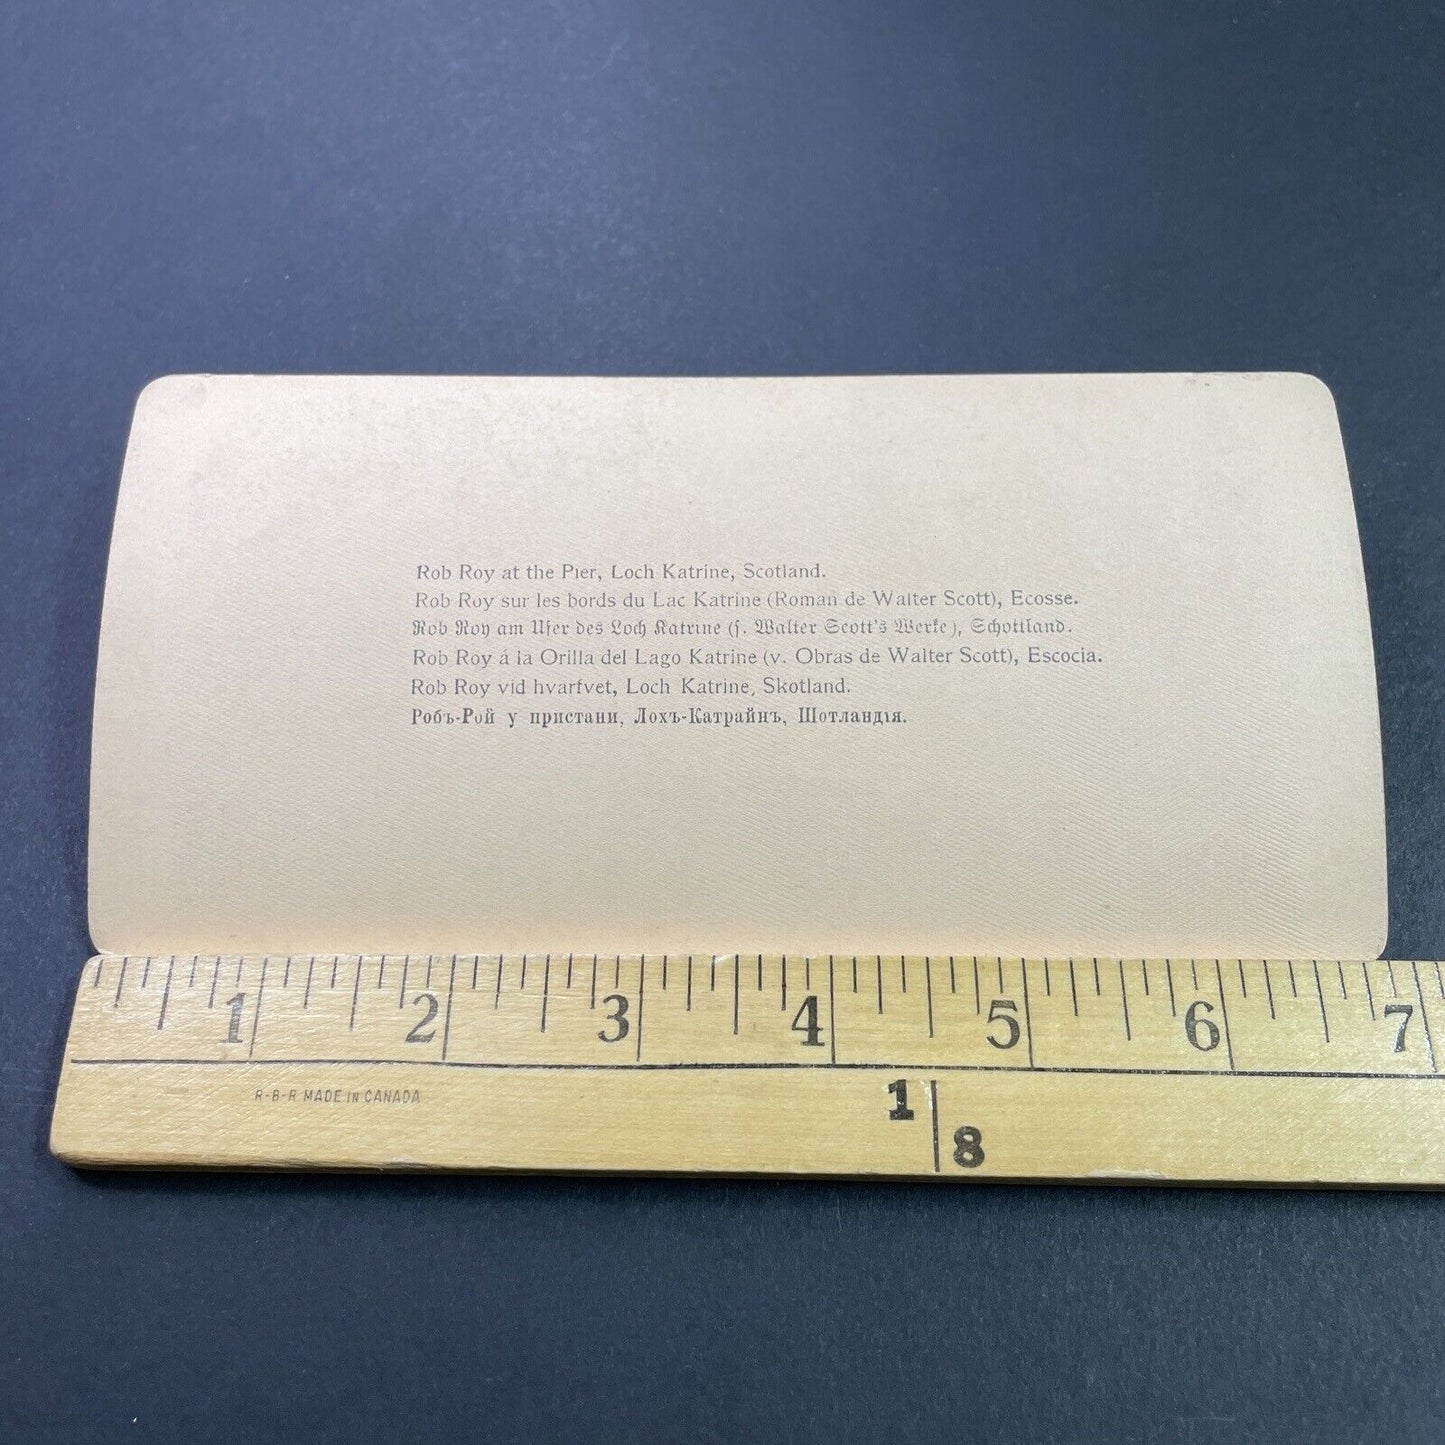 Rob Roy at the Pier, Loch Katrine, Scotland.
Rob Roy sur les bords du Lac Katrine (Roman de Walter Scott), Ecosse.
Rob Roy am Ufer des Loch Katrine (s. Walter Scott's Werke), Schottland.
Rob Roy á la Orilla del Lago Katrine (v. Obras de Walter Scott), Escocia.
Rob Roy vid hvarfvet, Loch Katrine, Skotland.
Робъ-Рой у пристани, Лохъ-Катрайнъ, Шотландія.
1 2 3 4 5 6 7
R-B-R MADE IN CANADA
1 8